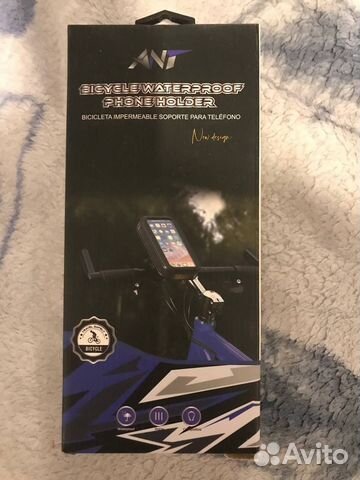 ANT
BICYCLE WATERPROOF
PHONE HOLDER
BICICLETA IMPERMEABLE SOPORTE PARA TELÉFONO
New design
BICYCLE
Avito